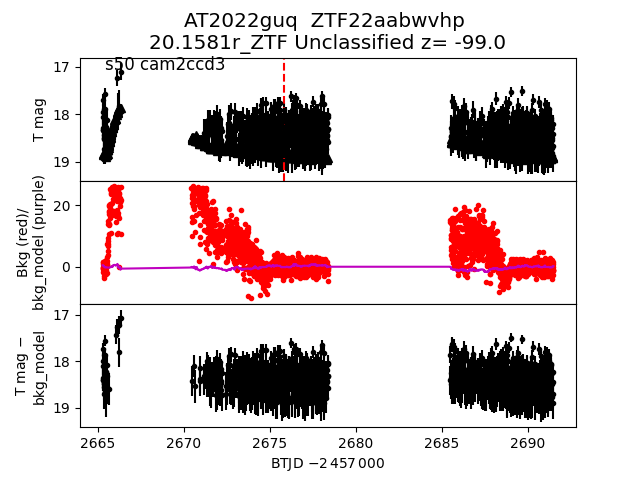 AT2022guq  ZTF22aabwvhp
20.1581r_ZTF Unclassified z= -99.0
s50 cam2ccd3
17
18
19
T mag
20
0
Bkg (red)/
bkg_model (purple)
17
18
19
T mag −
bkg_model
2665 2670 2675 2680 2685 2690
BTJD −2 457 000